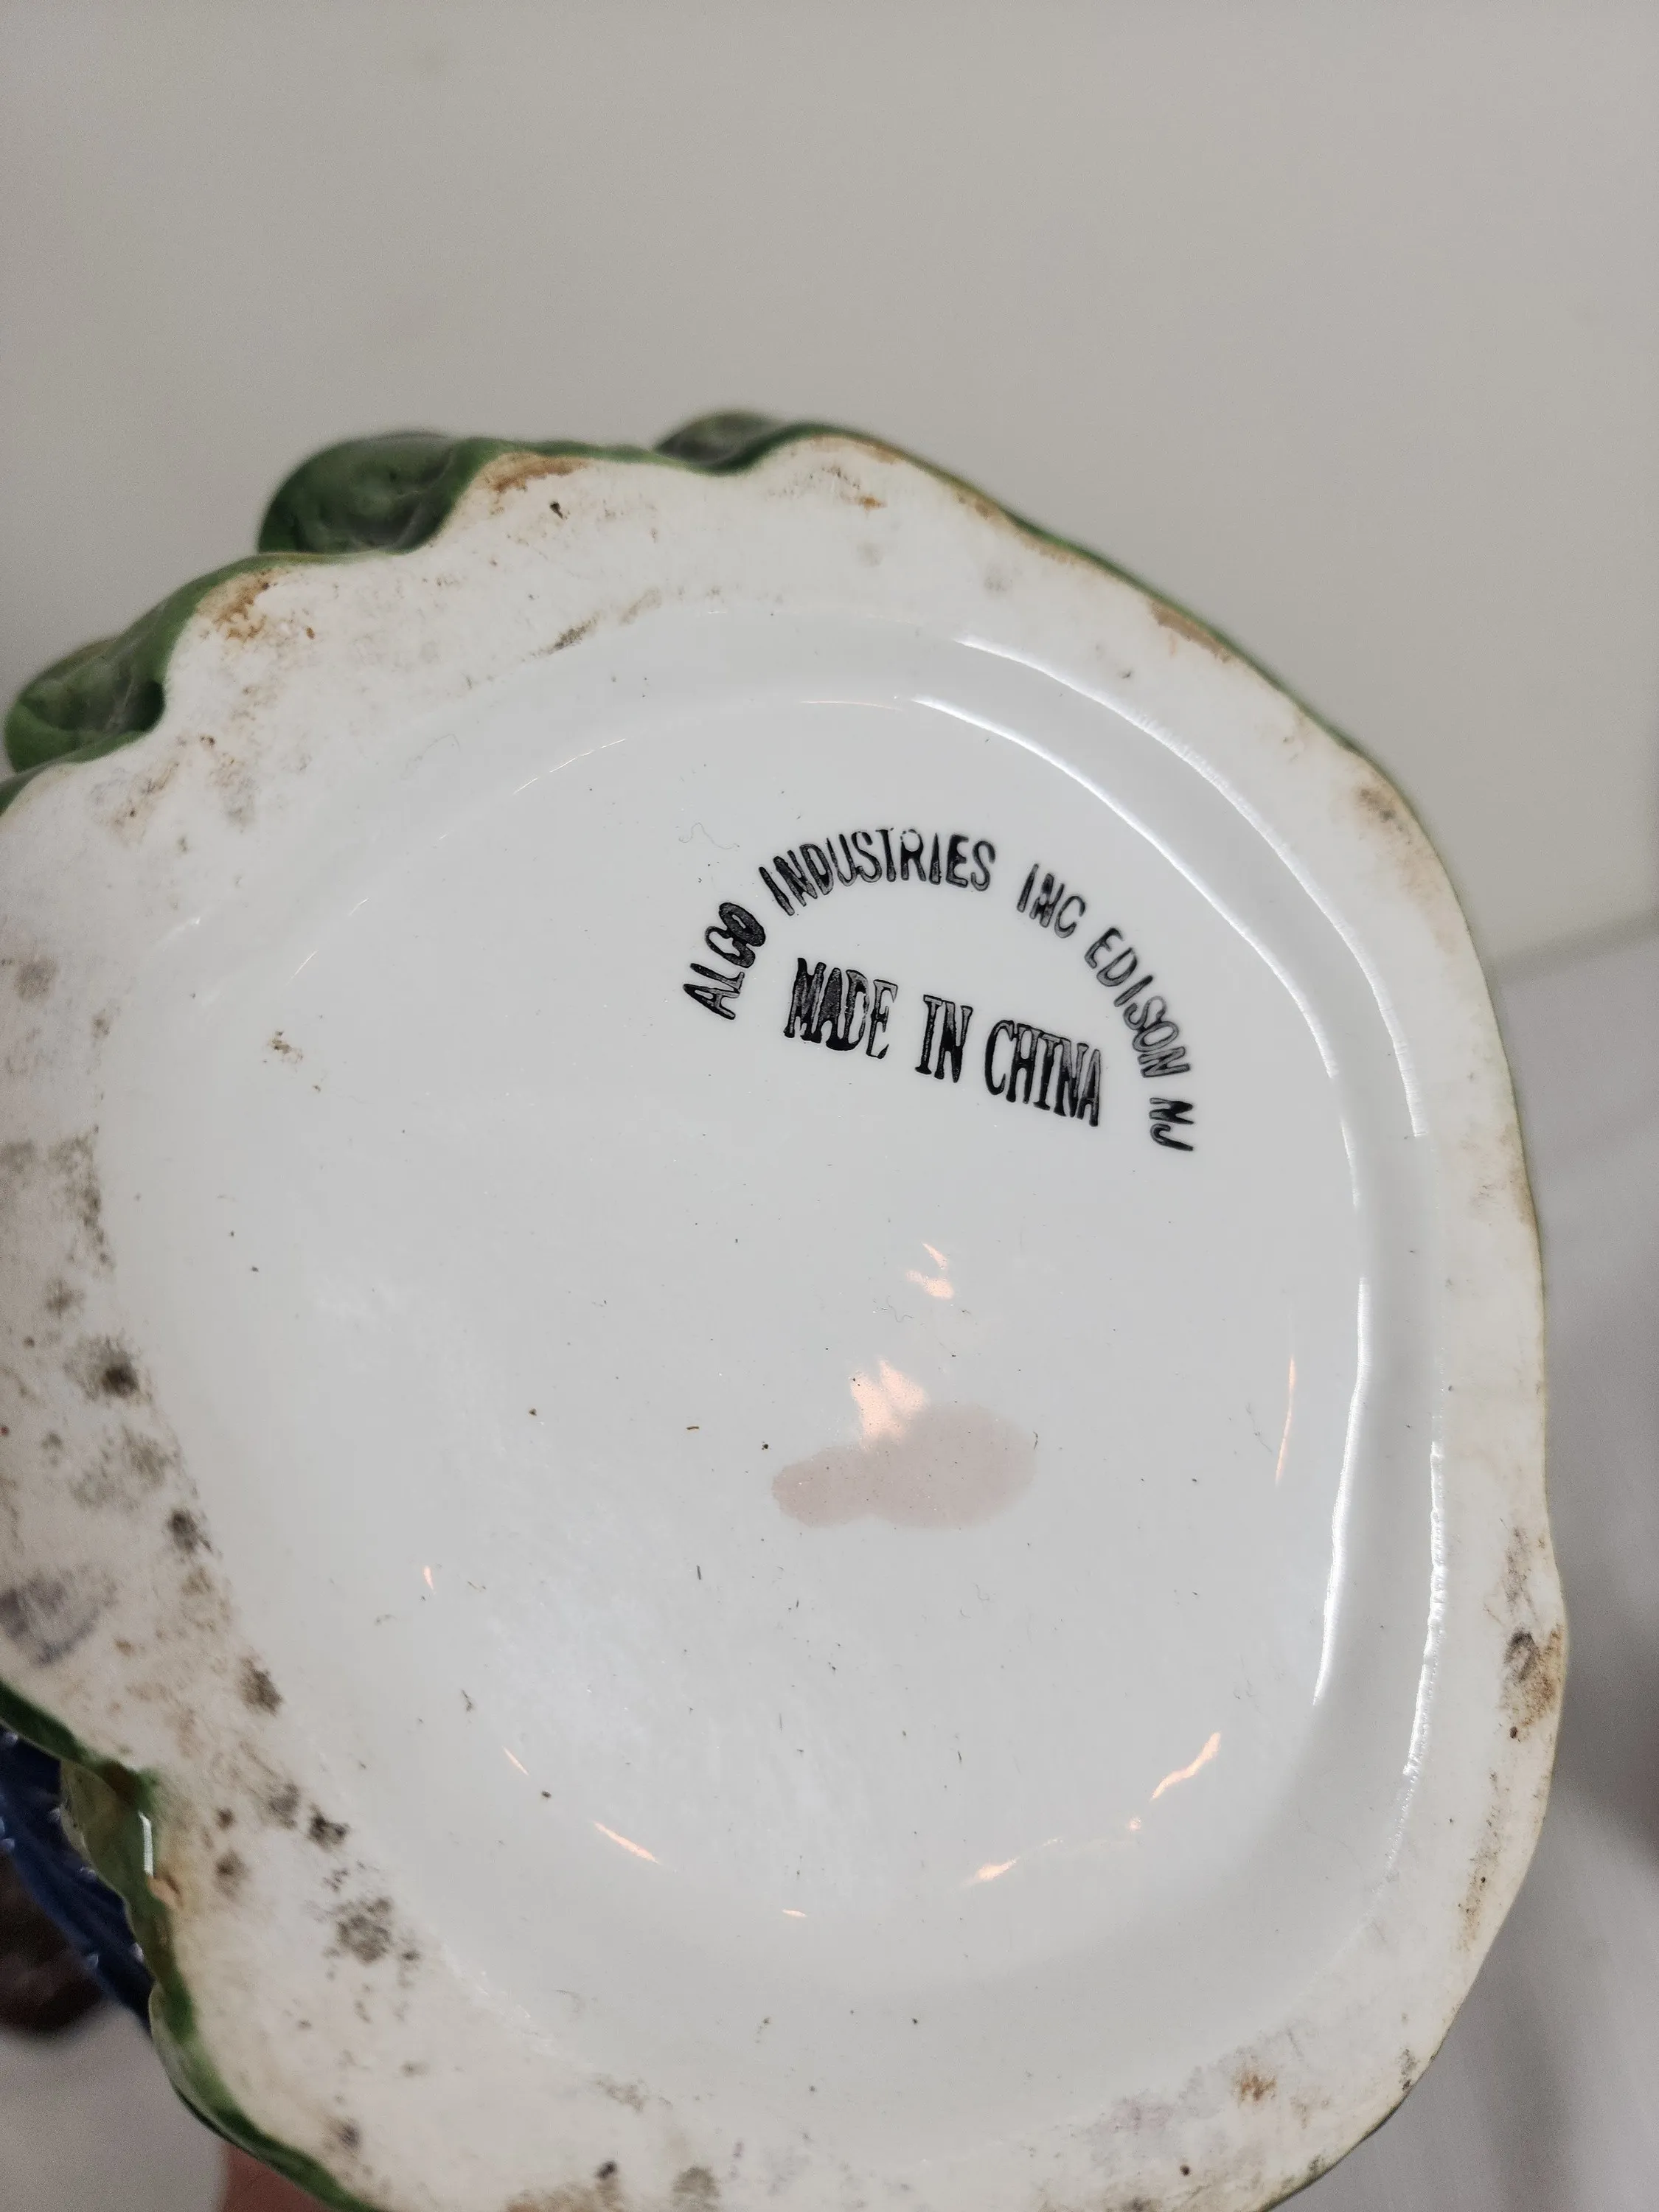 ALCO INDUSTRIES INC EDISON NJ
MADE IN CHINA